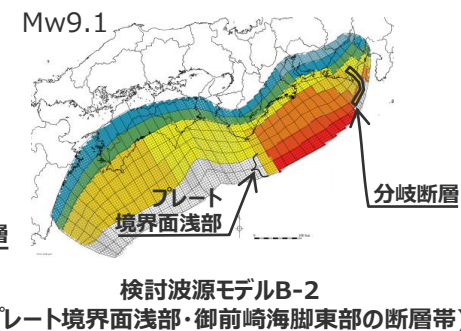 Mw9.1
プレート
境界面浅部
分岐断層
層
検討波源モデルB-2
プレート境界面浅部・御前崎海脚東部の断層帯)